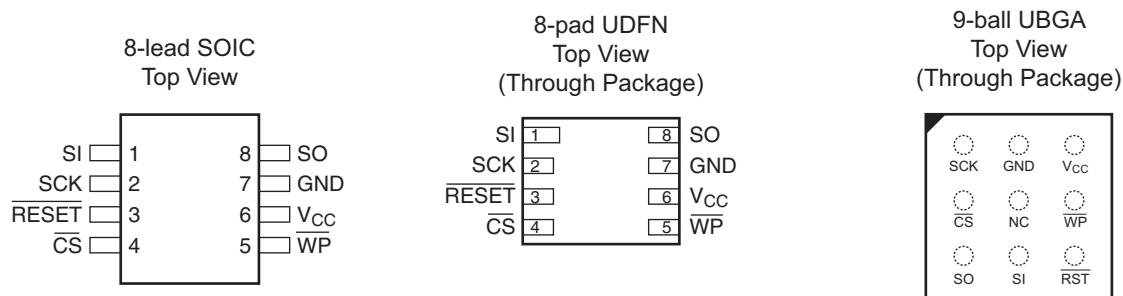 8-lead SOIC
Top View
SI 1 8 SO
SCK 2 7 GND
RESET 3 6 VCC
CS 4 5 WP
8-pad UDFN
Top View
(Through Package)
SI 1 8 SO
SCK 2 7 GND
RESET 3 6 VCC
CS 4 5 WP
9-ball UBGA
Top View
(Through Package)
SCK GND VCC
CS NC WP
SO SI RST